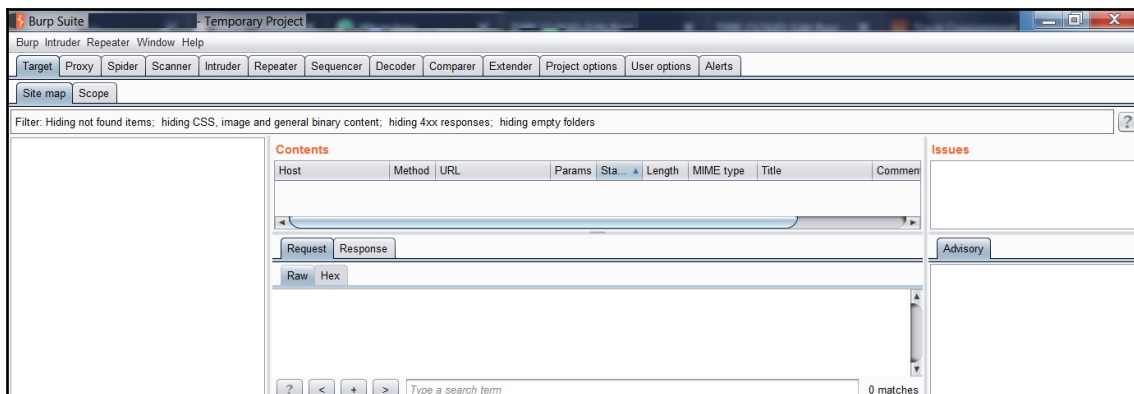 Burp Suite - Temporary Project
Burp Intruder Repeater Window Help
Target Proxy Spider Scanner Intruder Repeater Sequencer Decoder Comparer Extender Project options User options Alerts
Site map Scope
Filter: Hiding not found items; hiding CSS, image and general binary content; hiding 4xx responses; hiding empty folders ?
Contents
Host Method URL Params Sta... Length MIME type Title Commen
Issues
Request Response
Advisory
Raw Hex
? < + > Type a search term 0 matches